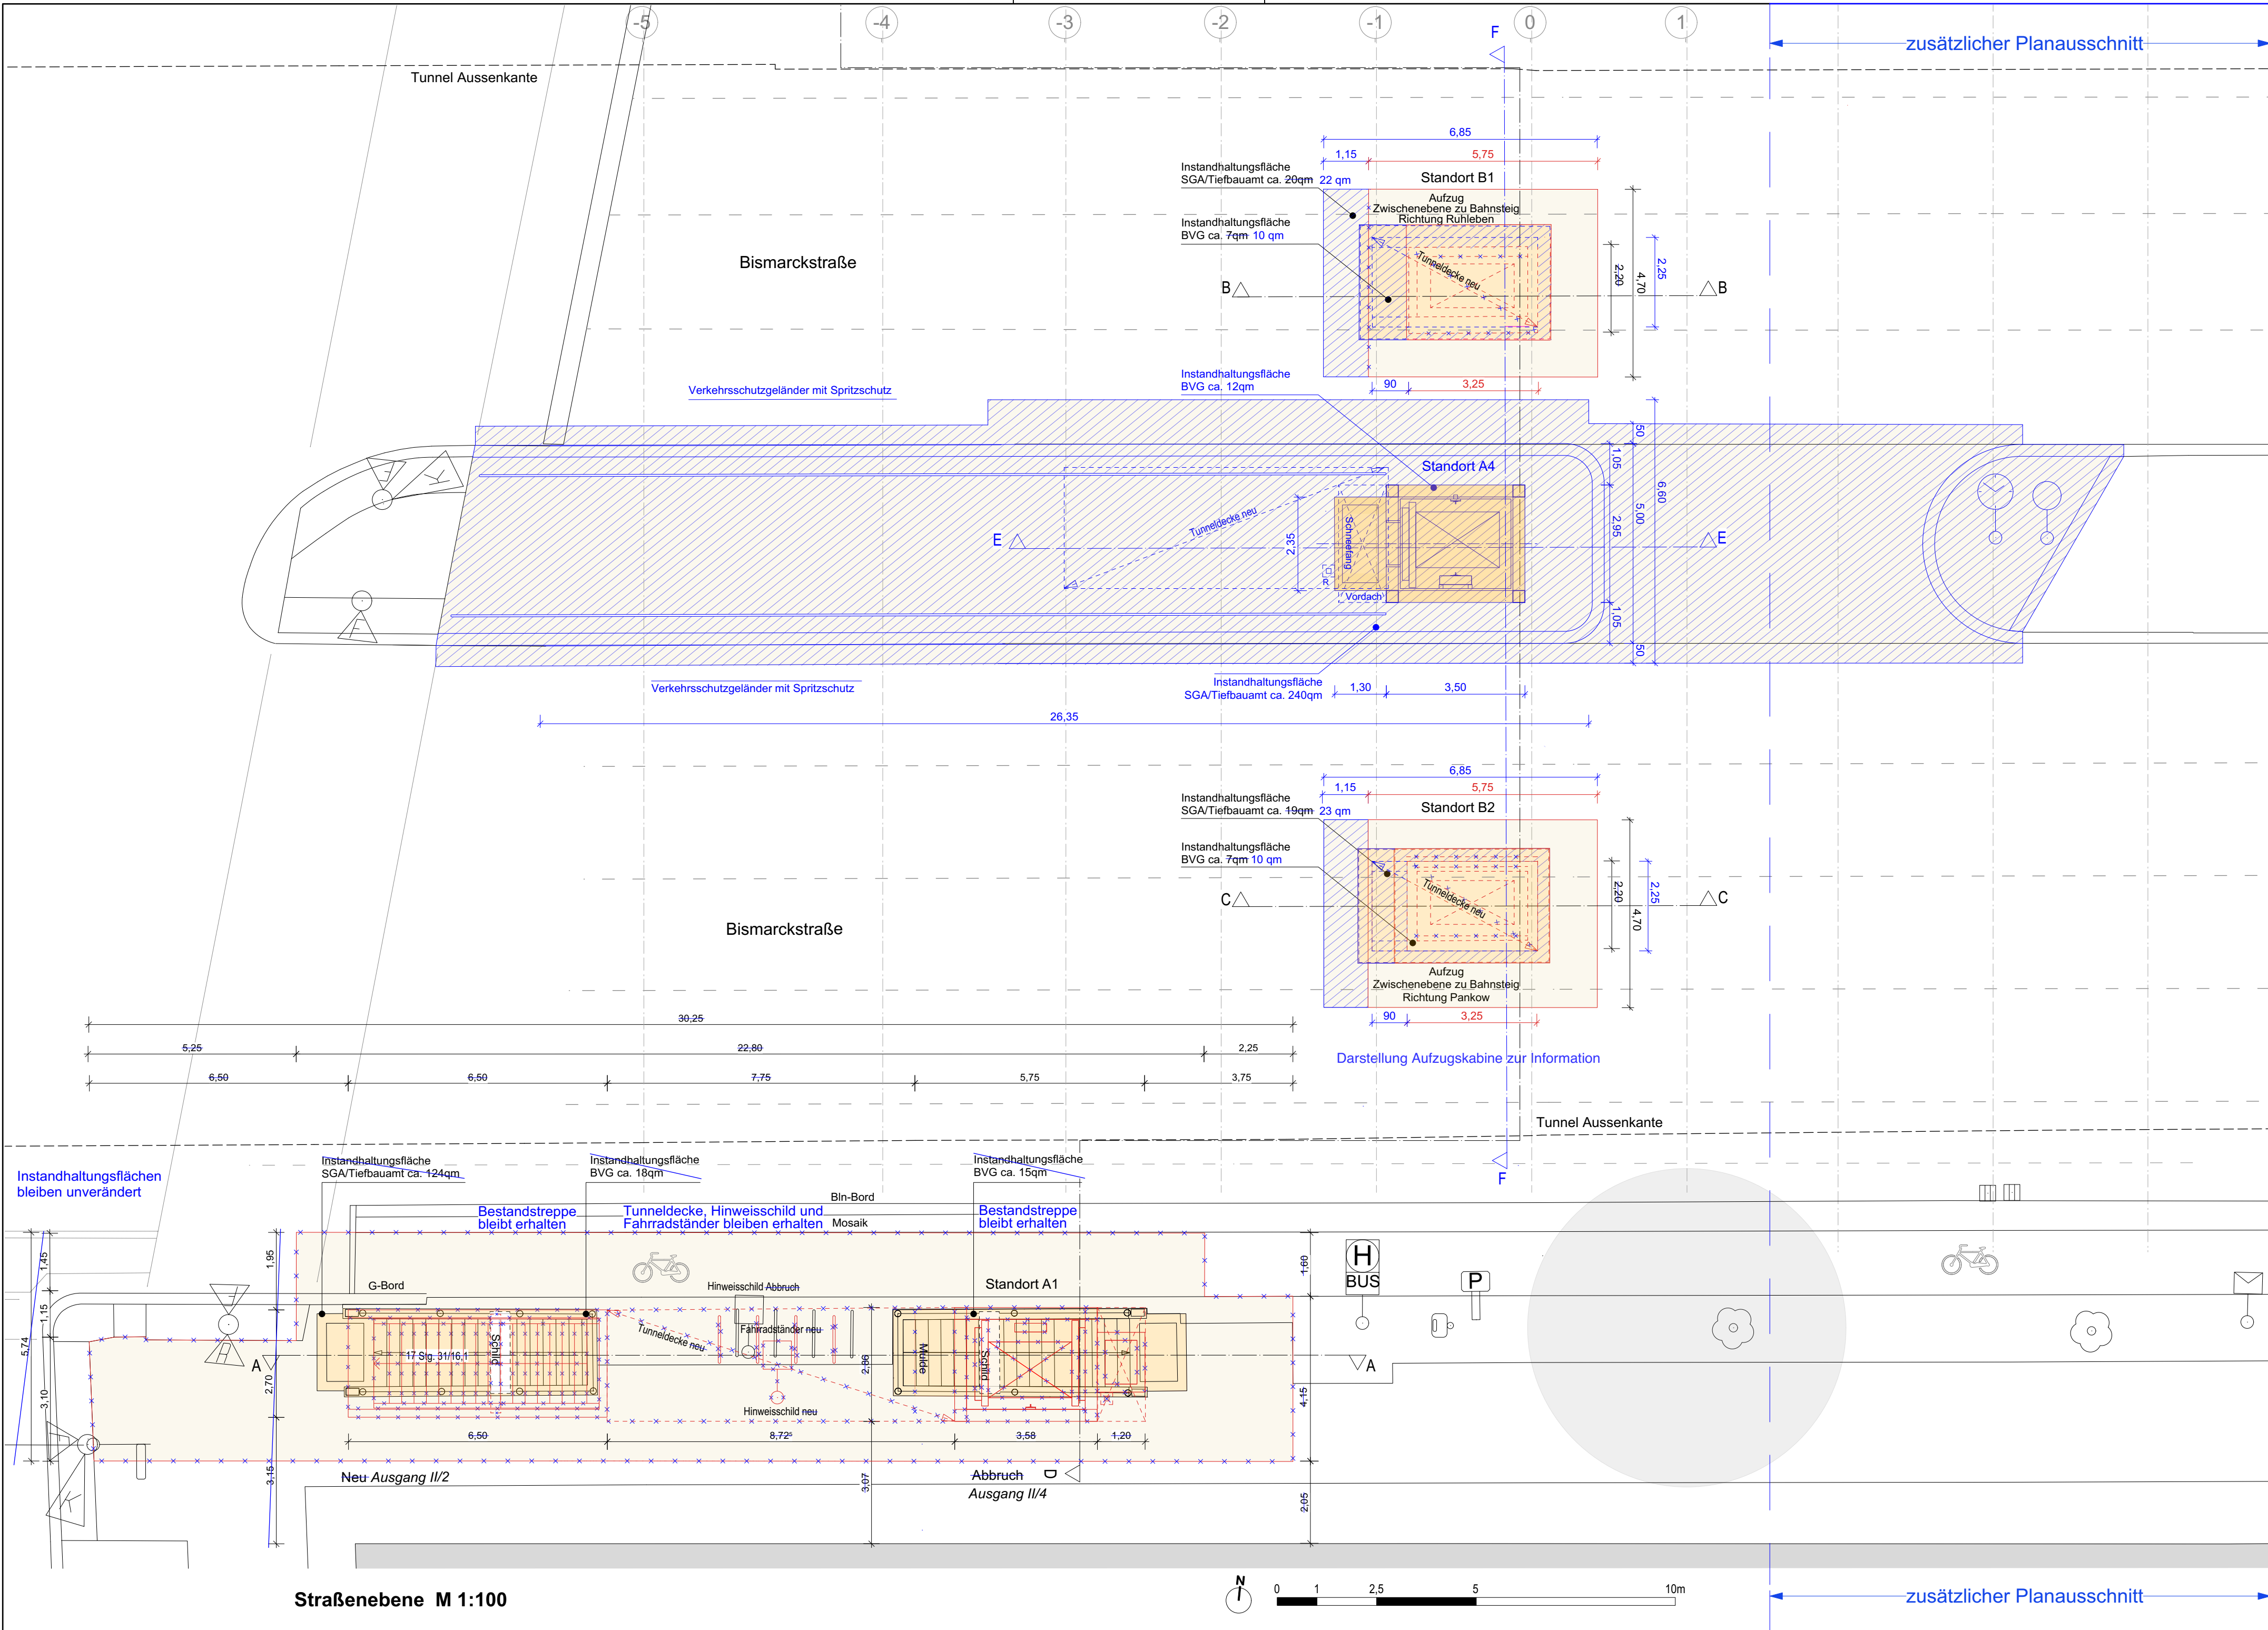 -5
-4
-3
-2
-1
0
1
F
zusätzlicher Planausschnitt
Tunnel Aussenkante
6,85
1,15
5,75
Instandhaltungsfläche
SGA/Tiefbauamt ca. 20qm 22 qm
Standort B1
Aufzug
Zwischenebene zu Bahnsteig
Richtung Ruhleben
Instandhaltungsfläche
BVG ca. 7qm 10 qm
Tunneldecke neu
Bismarckstraße
2,20
4,70
2,25
B
B
90
3,25
Instandhaltungsfläche
BVG ca. 12qm
Verkehrsschutzgeländer mit Spritzschutz
50
1,05
Standort A4
6,60
5,00
2,95
Tunneldecke neu
Schneefang
2,35
E
E
R
Vordach
1,05
50
Verkehrsschutzgeländer mit Spritzschutz
Instandhaltungsfläche
SGA/Tiefbauamt ca. 240qm
1,30
3,50
26,35
6,85
1,15
5,75
Instandhaltungsfläche
SGA/Tiefbauamt ca. 19qm 23 qm
Standort B2
Instandhaltungsfläche
BVG ca. 7qm 10 qm
Tunneldecke neu
2,20
4,70
2,25
C
C
Bismarckstraße
Aufzug
Zwischenebene zu Bahnsteig
Richtung Pankow
90
3,25
30,25
5,25
22,80
2,25
Darstellung Aufzugskabine zur Information
6,50
6,50
7,75
5,75
3,75
Tunnel Aussenkante
F
Instandhaltungsflächen
bleiben unverändert
Instandhaltungsfläche
SGA/Tiefbauamt ca. 124qm
Instandhaltungsfläche
BVG ca. 18qm
Instandhaltungsfläche
BVG ca. 15qm
Bln-Bord
Bestandstreppe
bleibt erhalten
Tunneldecke, Hinweisschild und
Fahrradständer bleiben erhalten
Mosaik
Bestandstreppe
bleibt erhalten
1,45
1,95
1,60
H
BUS
P
G-Bord
Hinweisschild Abbruch
Standort A1
1,15
5,74
Tunneldecke neu
Fahrradständer neu
17 Stg. 31/16,1
Schild
Mulde
Schild
A
A
2,70
2,86
3,10
4,15
Hinweisschild neu
6,50
8,72⁵
3,58
1,20
3,15
Neu Ausgang II/2
3,07
Abbruch
D
Ausgang II/4
2,05
Straßenebene M 1:100
N
0
1
2,5
5
10m
zusätzlicher Planausschnitt